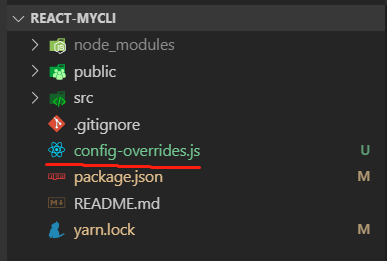 REACT-MYCLI
node_modules
public
src
.gitignore
config-overrides.js U
package.json M
README.md
yarn.lock M